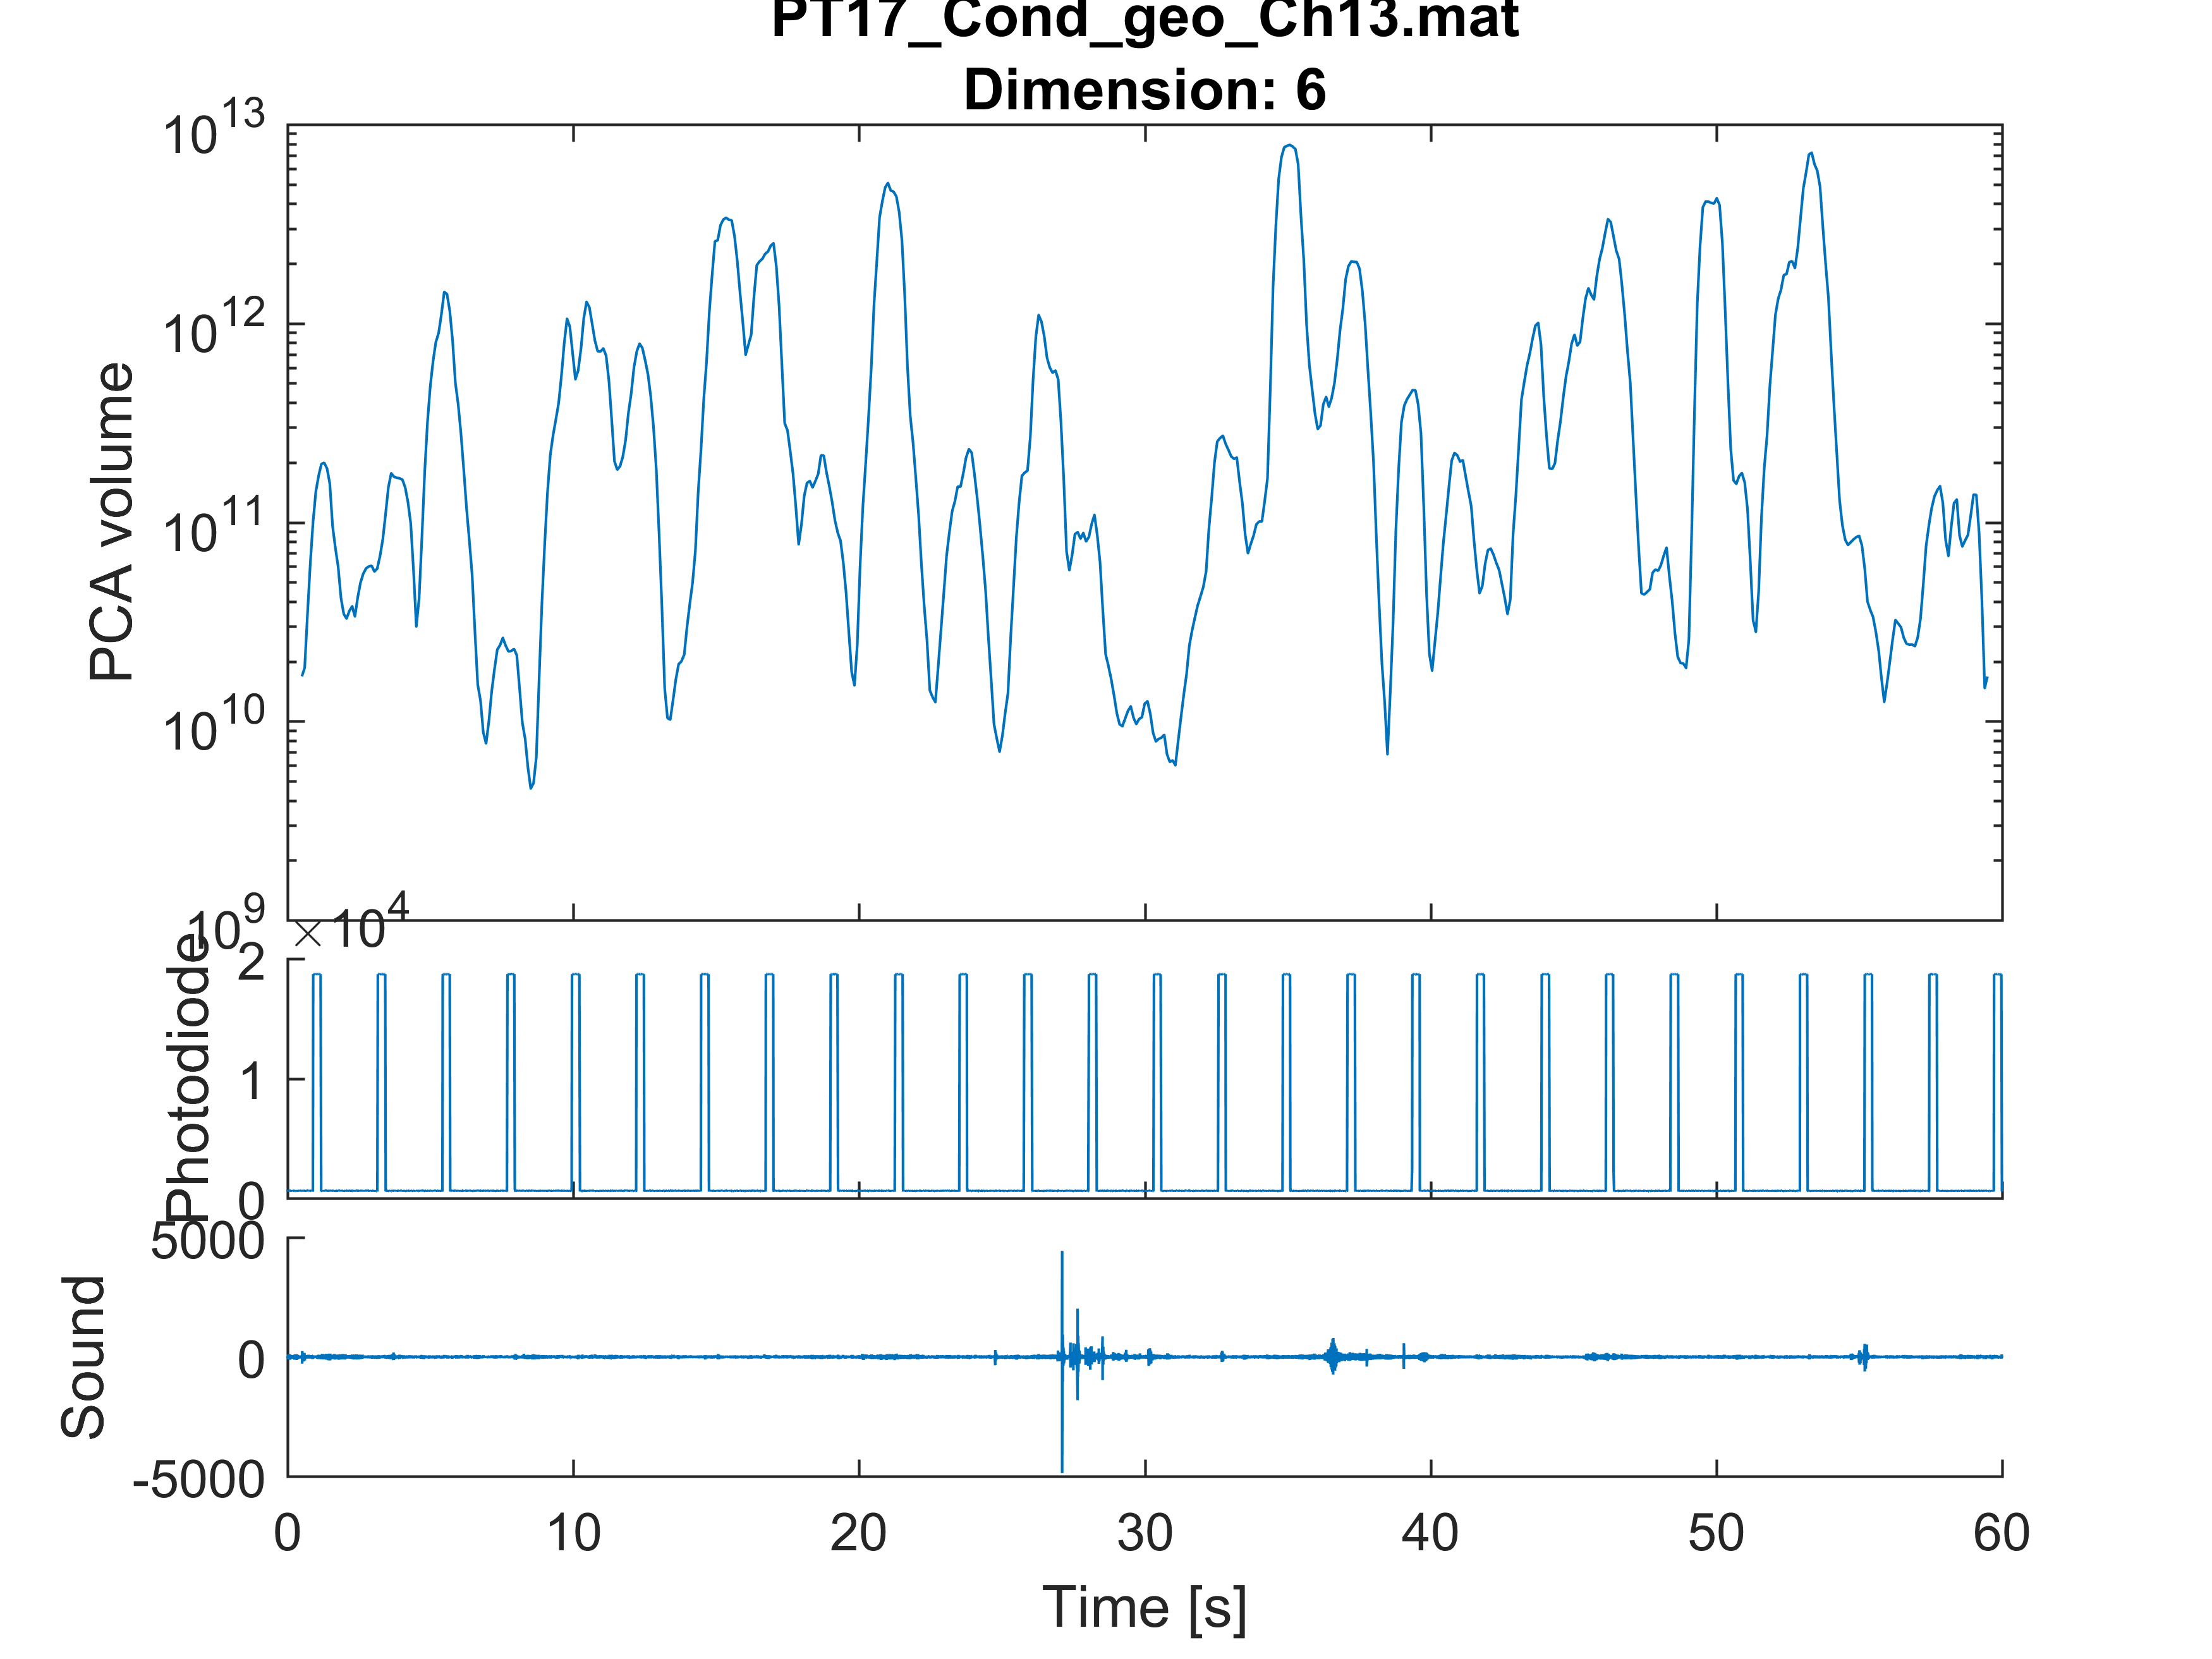 PT17_Cond_geo_Ch13.mat
Dimension: 6
10^13
10^12
10^11
10^10
10^9
PCA volume
× 10^4
2
1
0
Photodiode
5000
0
-5000
Sound
0 10 20 30 40 50 60
Time [s]